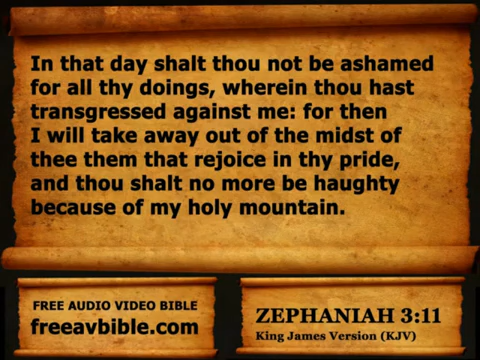 In that day shalt thou not be ashamed
for all thy doings, wherein thou hast
transgressed against me: for then
I will take away out of the midst of
thee them that rejoice in thy pride,
and thou shalt no more be haughty
because of my holy mountain.
FREE AUDIO VIDEO BIBLE
freeavbible.com
ZEPHANIAH 3:11
King James Version (KJV)